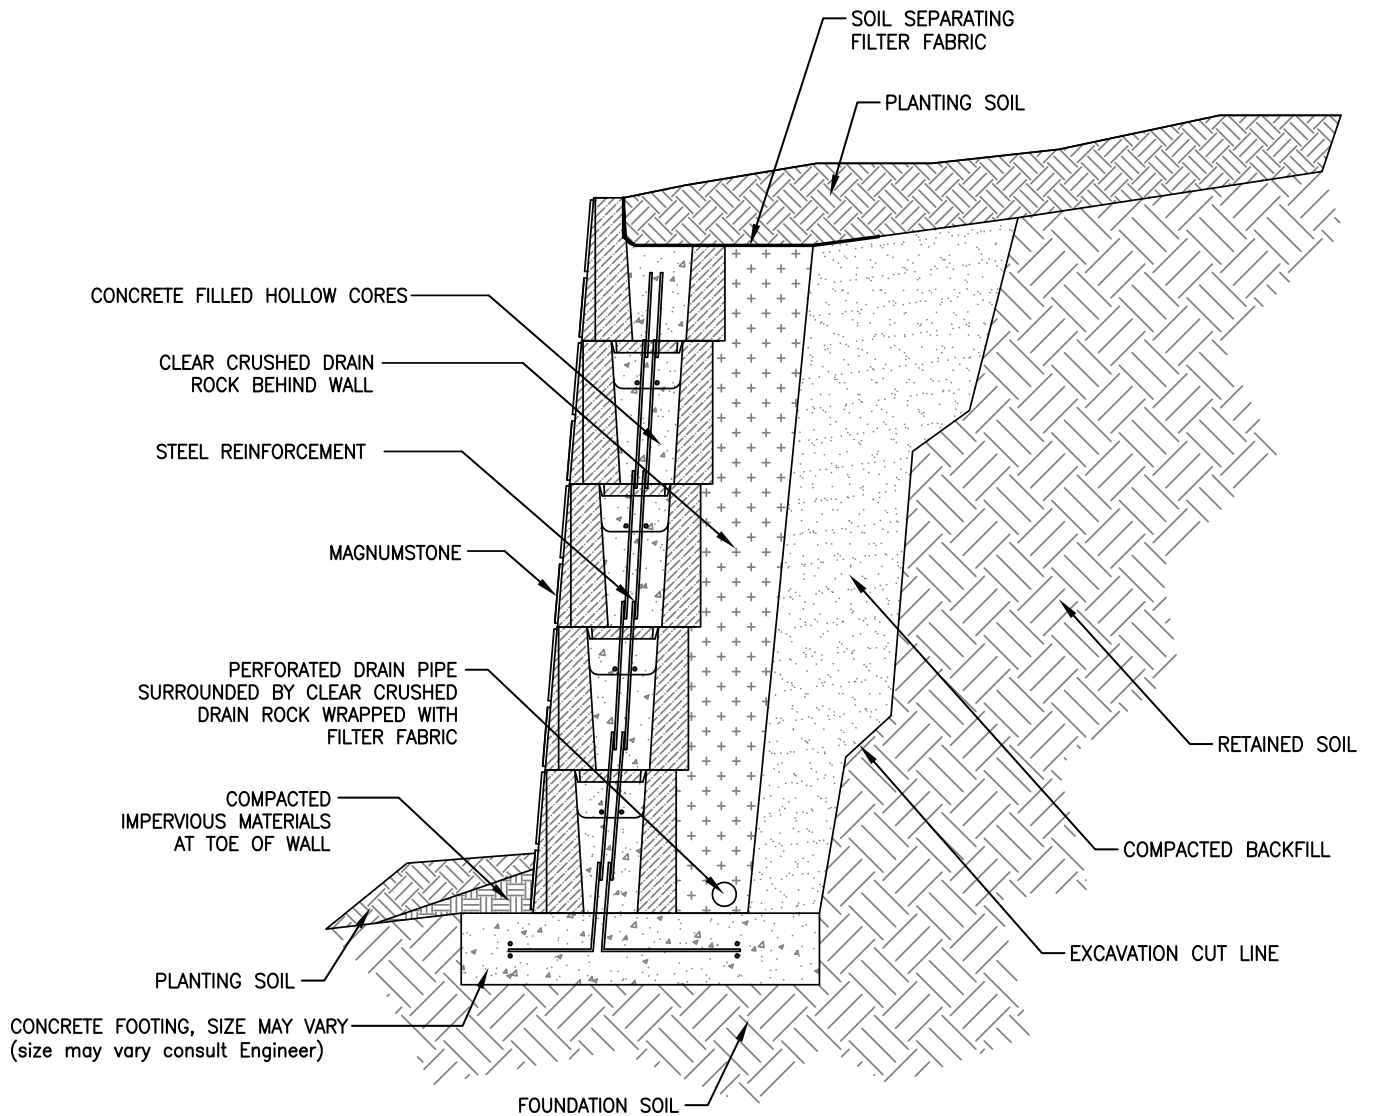 SOIL SEPARATING
FILTER FABRIC
PLANTING SOIL
CONCRETE FILLED HOLLOW CORES
CLEAR CRUSHED DRAIN
ROCK BEHIND WALL
STEEL REINFORCEMENT
MAGNUMSTONE
PERFORATED DRAIN PIPE
SURROUNDED BY CLEAR CRUSHED
DRAIN ROCK WRAPPED WITH
FILTER FABRIC
RETAINED SOIL
COMPACTED
IMPERVIOUS MATERIALS
AT TOE OF WALL
COMPACTED BACKFILL
EXCAVATION CUT LINE
PLANTING SOIL
CONCRETE FOOTING, SIZE MAY VARY
(size may vary consult Engineer)
FOUNDATION SOIL